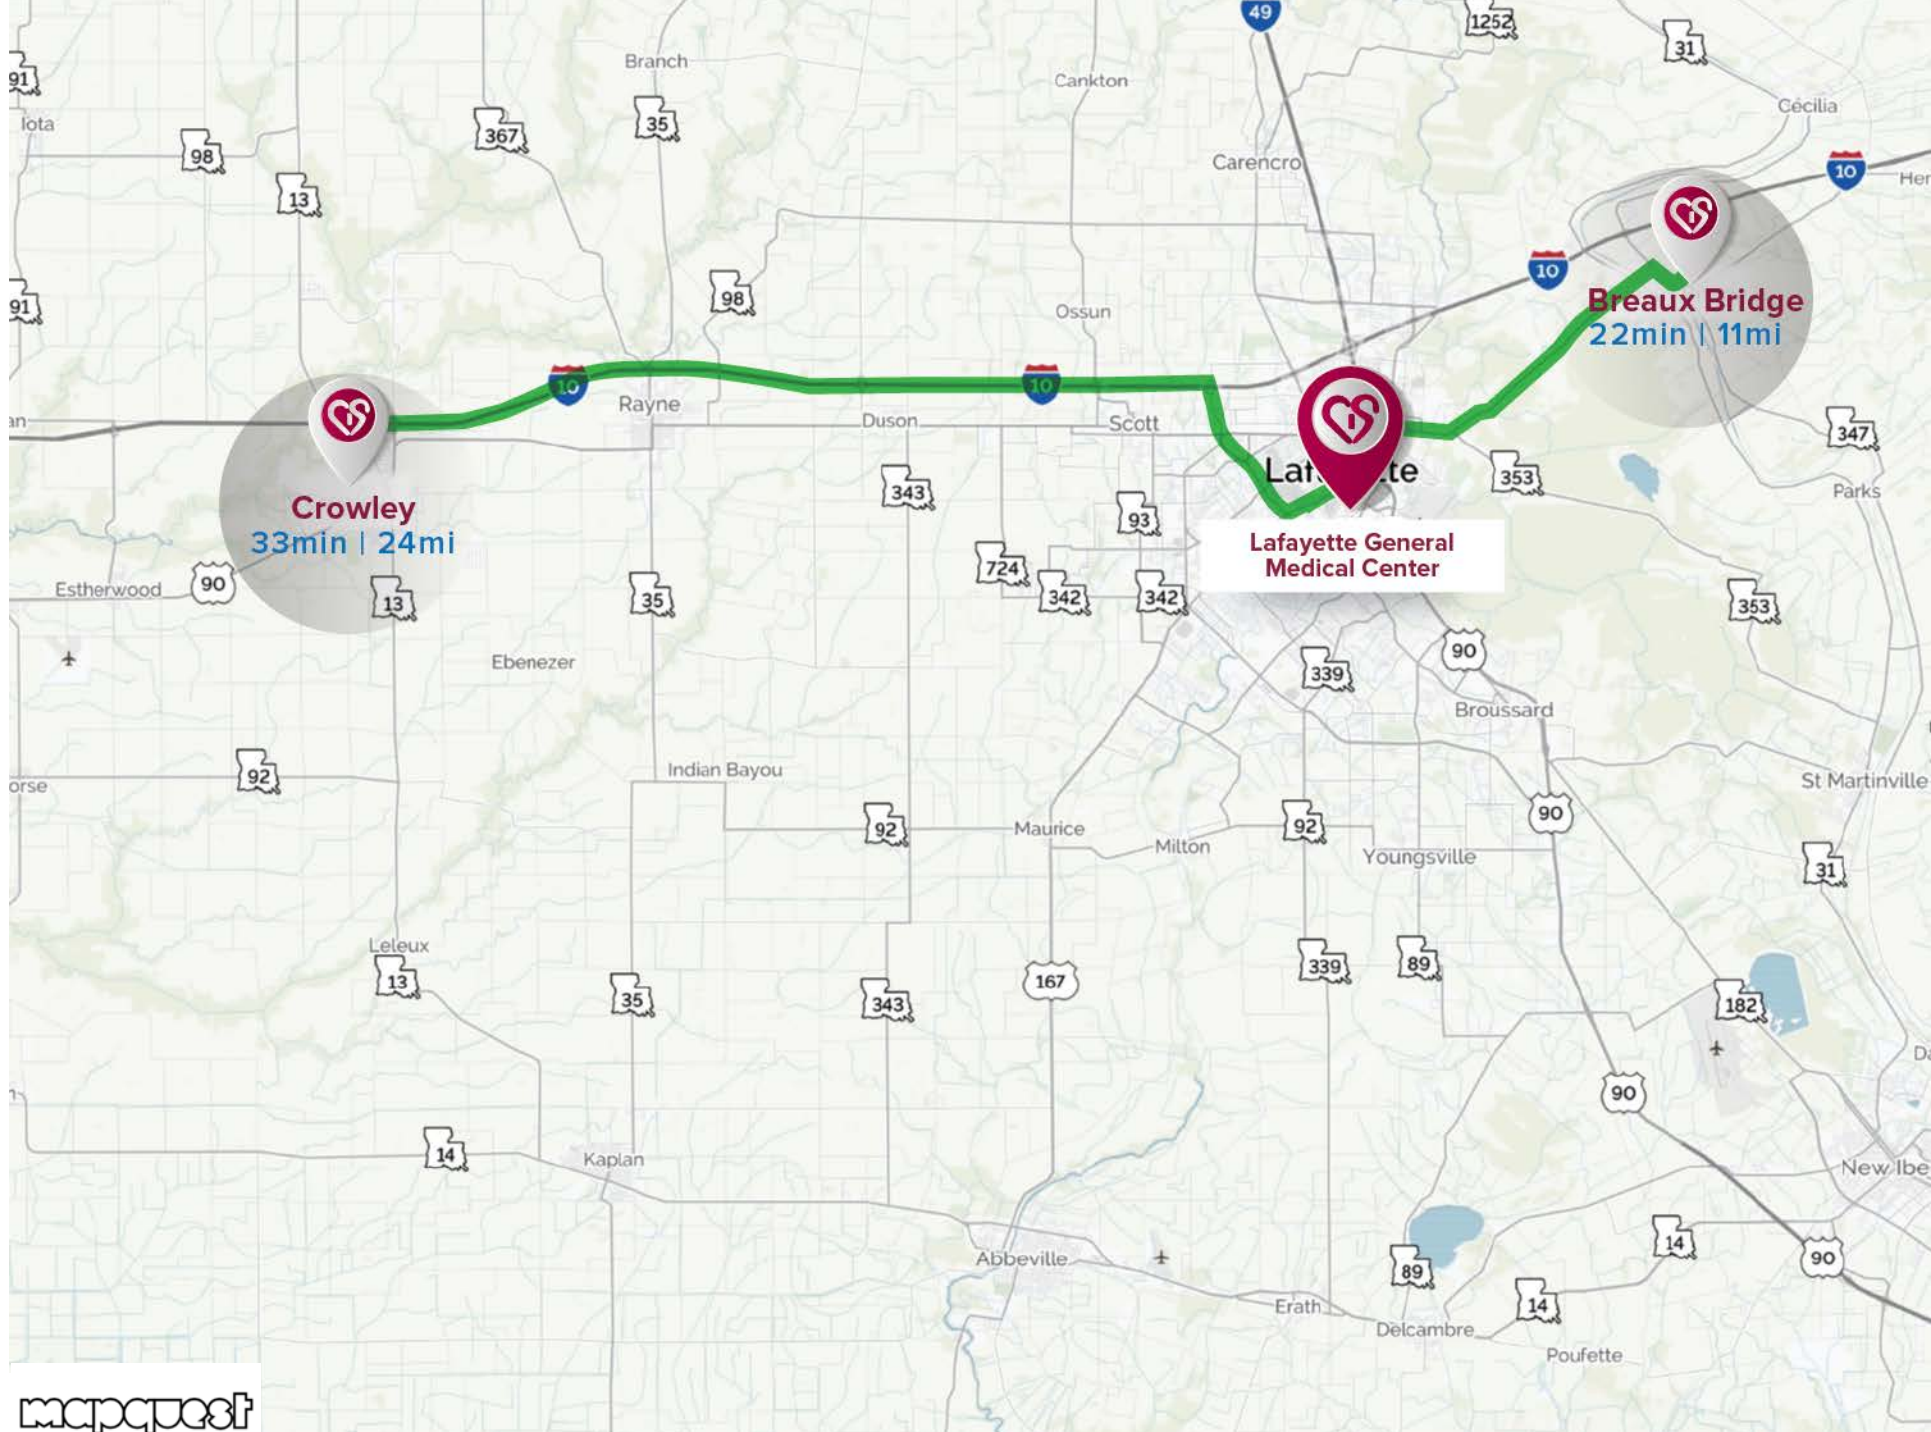 49
1252
31
91
Branch
Cankton
Cécilia
Iota
98
367
35
Carencro
10
Her
13
10
98
91
Ossun
Breaux Bridge
22min | 11mi
10
10
Rayne
Duson
Scott
an
347
Lafayette
353
343
Parks
Crowley
93
33min | 24mi
Lafayette General
Medical Center
724
342
342
Estherwood
90
13
35
353
Ebenezer
339
90
Broussard
92
Indian Bayou
orse
St Martinville
92
Maurice
92
90
Milton
Youngsville
31
Leleux
13
35
343
167
339
89
182
Da
90
14
Kaplan
New Ibe
Abbeville
89
14
90
Erath
14
Delcambre
Poufette
mapquest